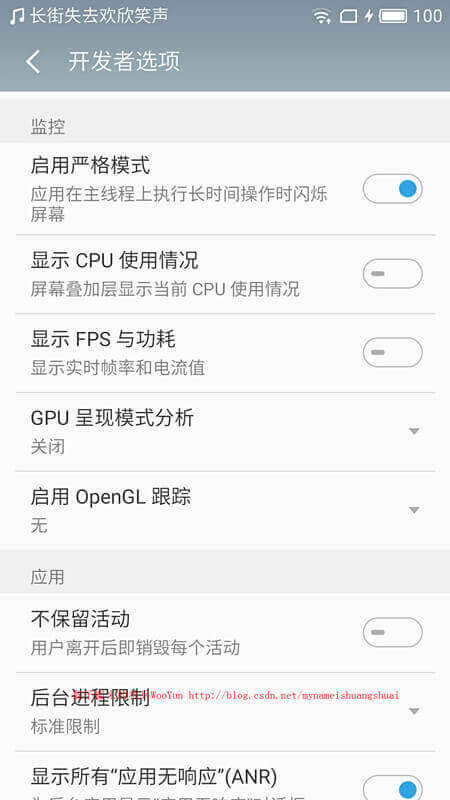 长街失去欢欣笑声 100
开发者选项
监控
启用严格模式
应用在主线程上执行长时间操作时闪烁
屏幕
显示 CPU 使用情况
屏幕叠加层显示当前 CPU 使用情况
显示 FPS 与功耗
显示实时帧率和电流值
GPU 呈现模式分析
关闭
启用 OpenGL 跟踪
无
应用
不保留活动
用户离开后即销毁每个活动
后台进程限制
WooYun http://blog.csdn.net/mynameishuangshuai
标准限制
显示所有“应用无响应”(ANR)